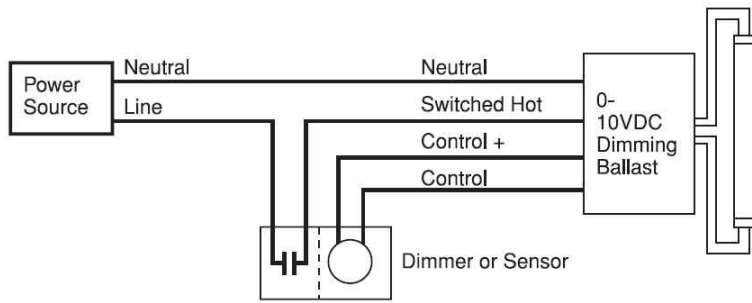 Power
Source
Neutral
Line
Neutral
Switched Hot
Control +
Control
0-
10VDC
Dimming
Ballast
Dimmer or Sensor